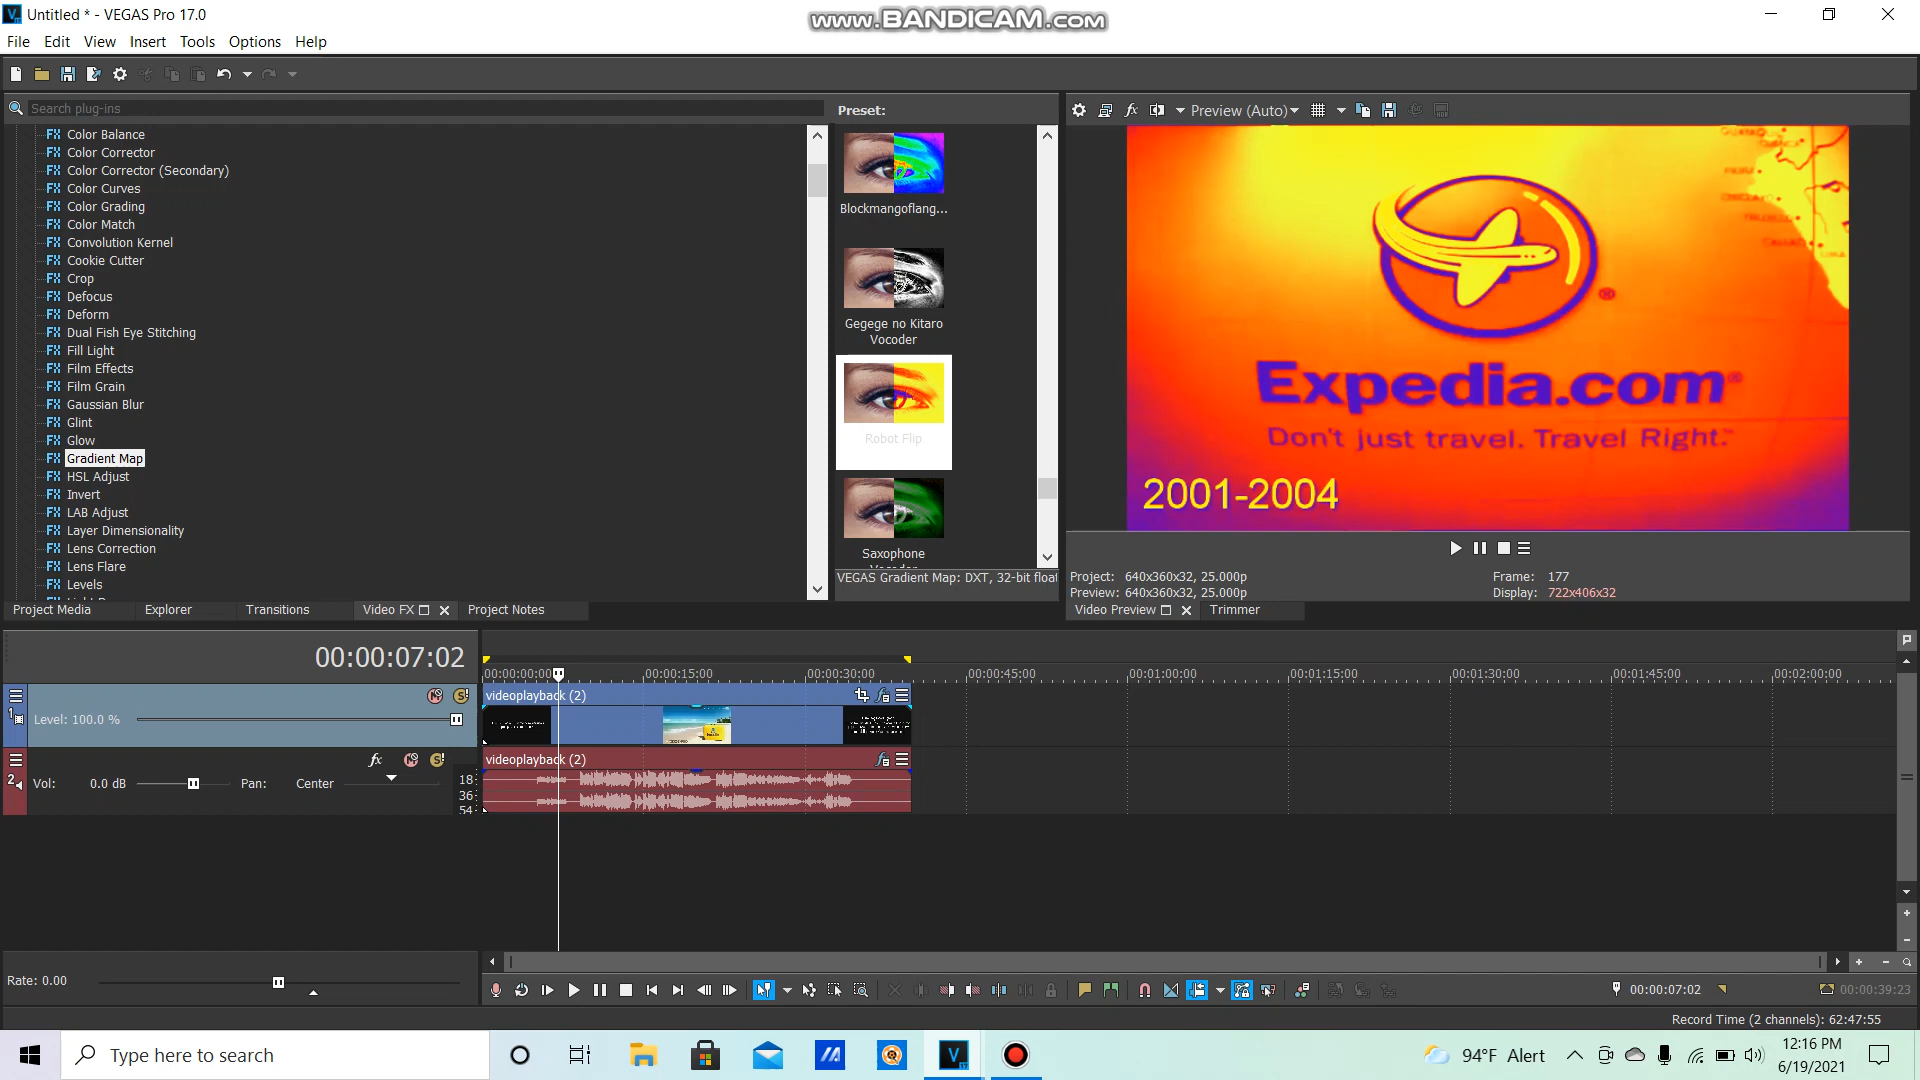 Untitled * - VEGAS Pro 17.0
www.BANDICAM.com
File Edit View Insert Tools Options Help
Search plug-ins
Preset:
Preview (Auto)
Color Balance
Color Corrector
Color Corrector (Secondary)
Color Curves
Color Grading
Color Match
Convolution Kernel
Cookie Cutter
Crop
Defocus
Deform
Dual Fish Eye Stitching
Fill Light
Film Effects
Film Grain
Gaussian Blur
Glint
Glow
Gradient Map
HSL Adjust
Invert
LAB Adjust
Layer Dimensionality
Lens Correction
Lens Flare
Levels
Blockmangoflang...
Gegege no Kitaro
Vocoder
Robot Flip
Saxophone
VEGAS Gradient Map: DXT, 32-bit float
Expedia.com®
Don't just travel. Travel Right.™
2001-2004
Project: 640x360x32, 25.000p
Preview: 640x360x32, 25.000p
Frame: 177
Display: 722x406x32
Project Media Explorer Transitions Video FX Project Notes
Video Preview Trimmer
00:00:07:02
00:00:00:00 00:00:15:00 00:00:30:00 00:00:45:00 00:01:00:00 00:01:15:00 00:01:30:00 00:01:45:00 00:02:00:00
1
Level: 100.0 %
videoplayback (2)
2
Vol: 0.0 dB Pan: Center
18
36
54
videoplayback (2)
Rate: 0.00
00:00:07:02
00:00:39:23
Record Time (2 channels): 62:47:55
Type here to search
94°F Alert
12:16 PM
6/19/2021